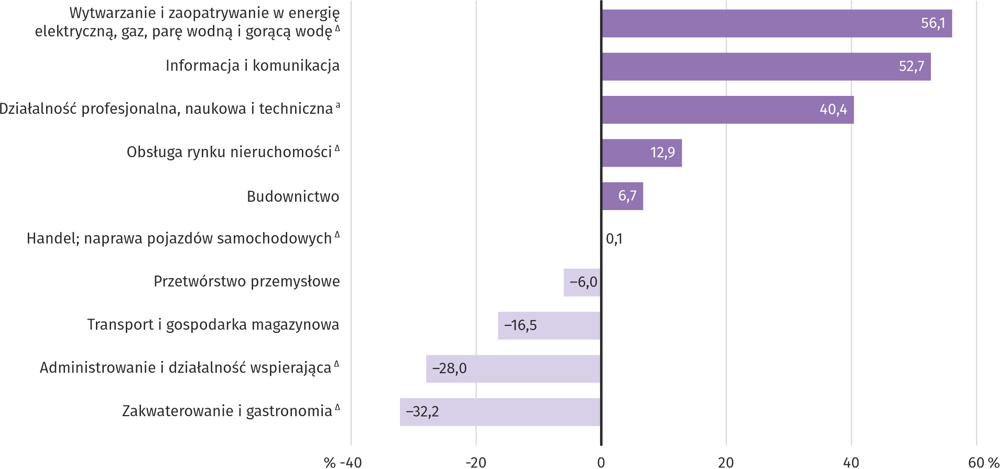 Wytwarzanie i zaopatrywanie w energię
elektryczną, gaz, parę wodną i gorącą wodę Δ
56,1
Informacja i komunikacja
52,7
Działalność profesjonalna, naukowa i techniczna a
40,4
Obsługa rynku nieruchomości Δ
12,9
Budownictwo
6,7
Handel; naprawa pojazdów samochodowych Δ
0,1
Przetwórstwo przemysłowe
–6,0
Transport i gospodarka magazynowa
–16,5
Administrowanie i działalność wspierająca Δ
–28,0
Zakwaterowanie i gastronomia Δ
–32,2
% -40 -20 0 20 40 60 %